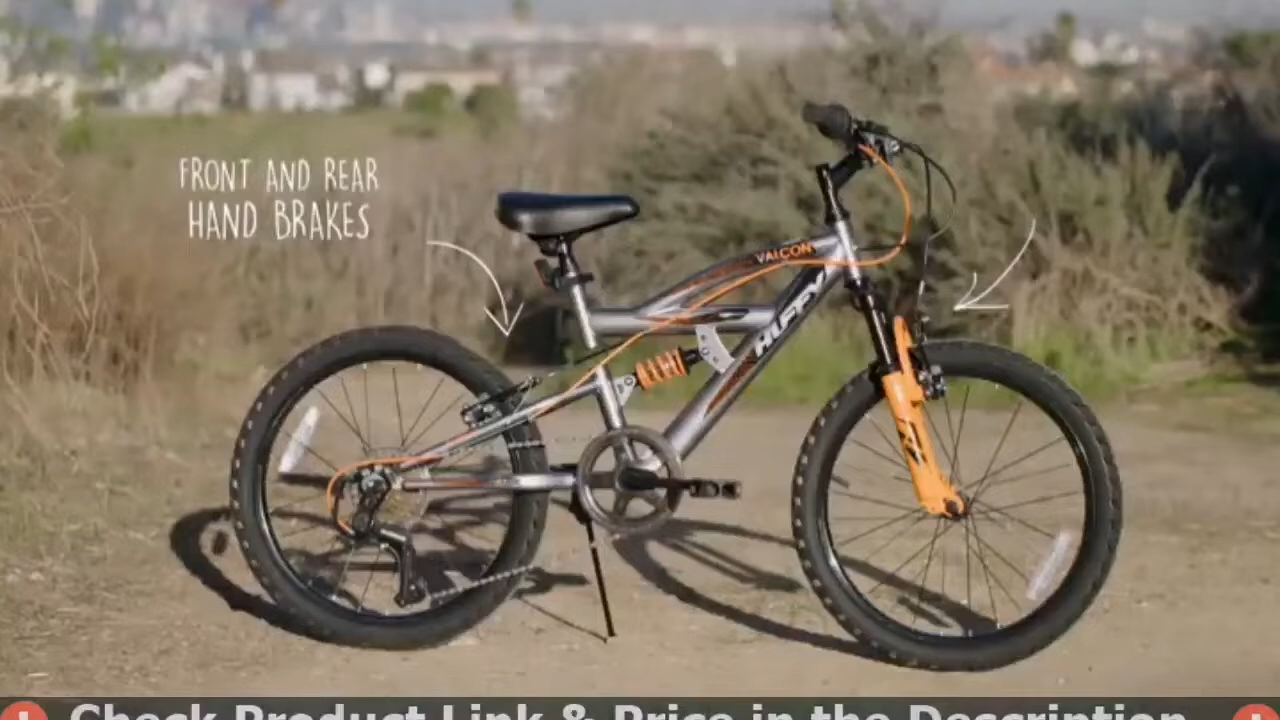 FRONT AND REAR
HAND BRAKES
VALCON
HUFFY
Check Product Link & Price in the Description